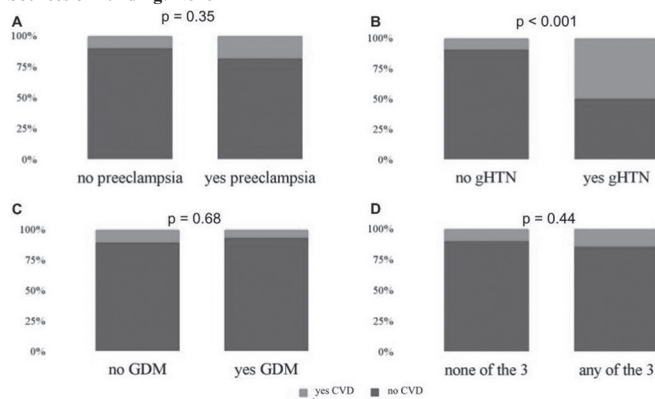 A
p = 0.35
100%
75%
50%
25%
0%
no preeclampsia
yes preeclampsia
B
p < 0.001
100%
75%
50%
25%
0%
no gHTN
yes gHTN
C
p = 0.68
100%
75%
50%
25%
0%
no GDM
yes GDM
D
p = 0.44
100%
75%
50%
25%
0%
none of the 3
any of the 3
yes CVD
no CVD